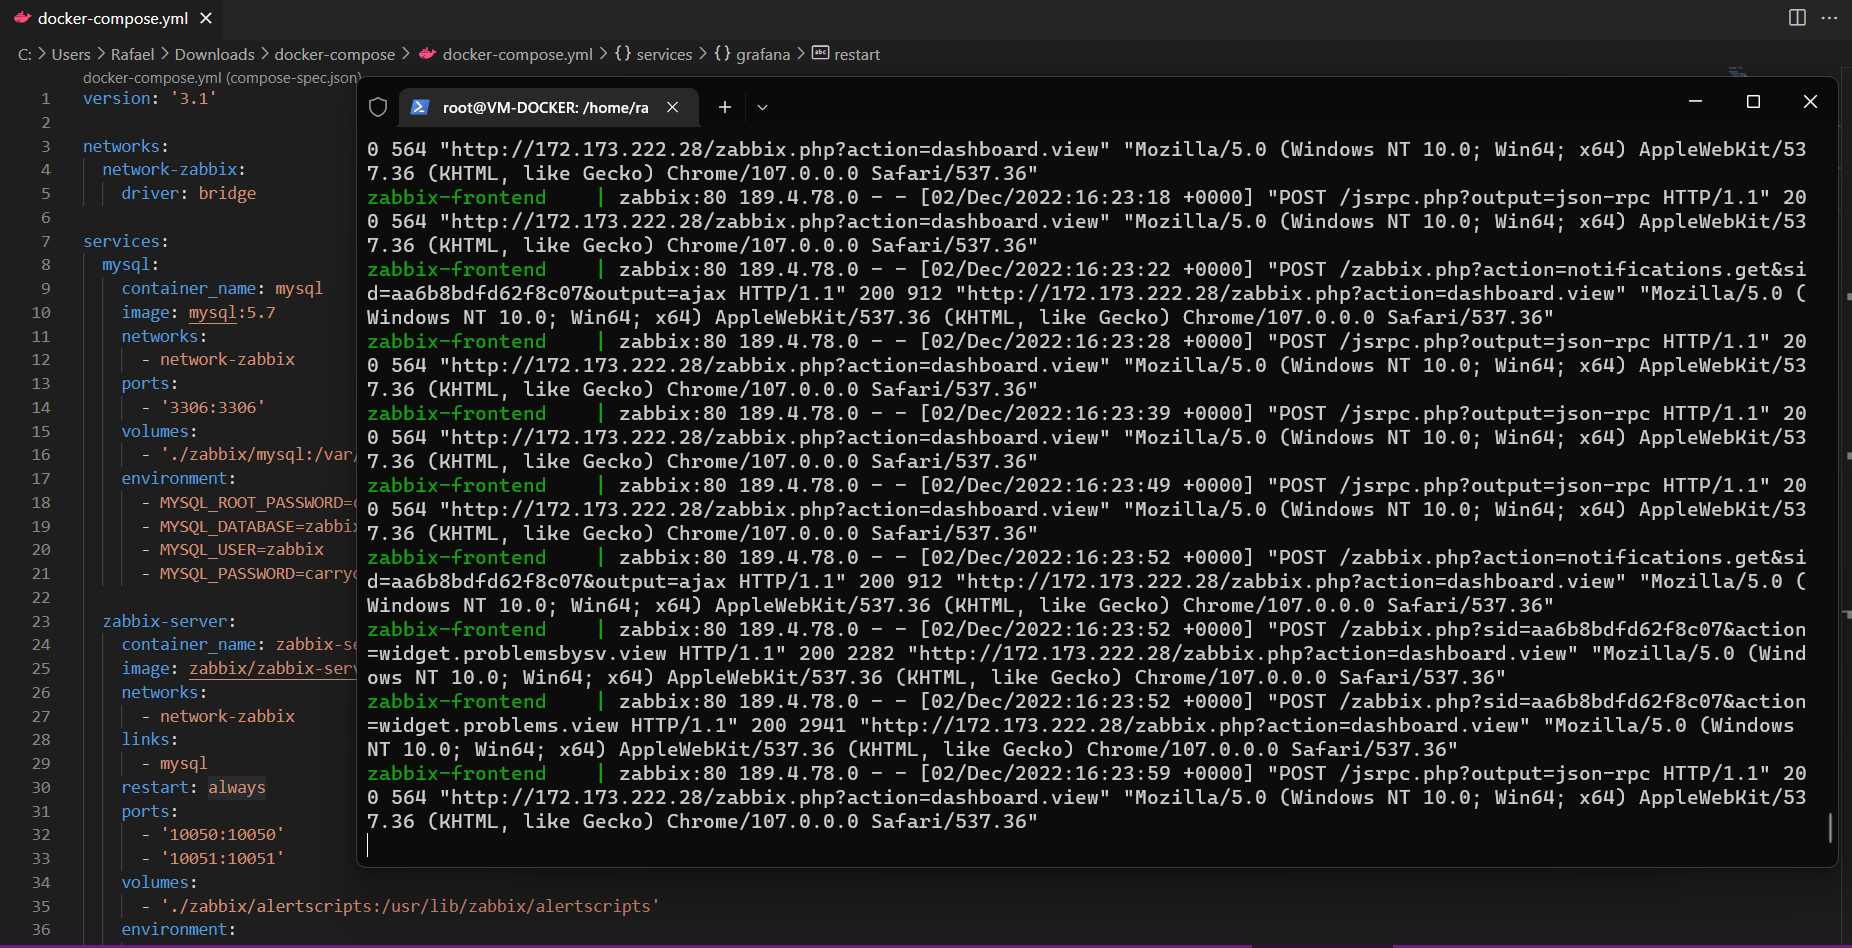 docker-compose.yml
C: > Users > Rafael > Downloads > docker-compose > docker-compose.yml > {} services > {} grafana > abc restart
docker-compose.yml (compose-spec.json)
1 version: '3.1'
2
3 networks:
4 network-zabbix:
5 driver: bridge
6
7 services:
8 mysql:
9 container_name: mysql
10 image: mysql:5.7
11 networks:
12 - network-zabbix
13 ports:
14 - '3306:3306'
15 volumes:
16 - './zabbix/mysql:/var/
17 environment:
18 - MYSQL_ROOT_PASSWORD=
19 - MYSQL_DATABASE=zabbix
20 - MYSQL_USER=zabbix
21 - MYSQL_PASSWORD=carry
22
23 zabbix-server:
24 container_name: zabbix-se
25 image: zabbix/zabbix-serv
26 networks:
27 - network-zabbix
28 links:
29 - mysql
30 restart: always
31 ports:
32 - '10050:10050'
33 - '10051:10051'
34 volumes:
35 - './zabbix/alertscripts:/usr/lib/zabbix/alertscripts'
36 environment:
root@VM-DOCKER: /home/ra
0 564 "http://172.173.222.28/zabbix.php?action=dashboard.view" "Mozilla/5.0 (Windows NT 10.0; Win64; x64) AppleWebKit/53
7.36 (KHTML, like Gecko) Chrome/107.0.0.0 Safari/537.36"
zabbix-frontend | zabbix:80 189.4.78.0 - - [02/Dec/2022:16:23:18 +0000] "POST /jsrpc.php?output=json-rpc HTTP/1.1" 20
0 564 "http://172.173.222.28/zabbix.php?action=dashboard.view" "Mozilla/5.0 (Windows NT 10.0; Win64; x64) AppleWebKit/53
7.36 (KHTML, like Gecko) Chrome/107.0.0.0 Safari/537.36"
zabbix-frontend | zabbix:80 189.4.78.0 - - [02/Dec/2022:16:23:22 +0000] "POST /zabbix.php?action=notifications.get&si
d=aa6b8bdfd62f8c07&output=ajax HTTP/1.1" 200 912 "http://172.173.222.28/zabbix.php?action=dashboard.view" "Mozilla/5.0 (
Windows NT 10.0; Win64; x64) AppleWebKit/537.36 (KHTML, like Gecko) Chrome/107.0.0.0 Safari/537.36"
zabbix-frontend | zabbix:80 189.4.78.0 - - [02/Dec/2022:16:23:28 +0000] "POST /jsrpc.php?output=json-rpc HTTP/1.1" 20
0 564 "http://172.173.222.28/zabbix.php?action=dashboard.view" "Mozilla/5.0 (Windows NT 10.0; Win64; x64) AppleWebKit/53
7.36 (KHTML, like Gecko) Chrome/107.0.0.0 Safari/537.36"
zabbix-frontend | zabbix:80 189.4.78.0 - - [02/Dec/2022:16:23:39 +0000] "POST /jsrpc.php?output=json-rpc HTTP/1.1" 20
0 564 "http://172.173.222.28/zabbix.php?action=dashboard.view" "Mozilla/5.0 (Windows NT 10.0; Win64; x64) AppleWebKit/53
7.36 (KHTML, like Gecko) Chrome/107.0.0.0 Safari/537.36"
zabbix-frontend | zabbix:80 189.4.78.0 - - [02/Dec/2022:16:23:49 +0000] "POST /jsrpc.php?output=json-rpc HTTP/1.1" 20
0 564 "http://172.173.222.28/zabbix.php?action=dashboard.view" "Mozilla/5.0 (Windows NT 10.0; Win64; x64) AppleWebKit/53
7.36 (KHTML, like Gecko) Chrome/107.0.0.0 Safari/537.36"
zabbix-frontend | zabbix:80 189.4.78.0 - - [02/Dec/2022:16:23:52 +0000] "POST /zabbix.php?action=notifications.get&si
d=aa6b8bdfd62f8c07&output=ajax HTTP/1.1" 200 912 "http://172.173.222.28/zabbix.php?action=dashboard.view" "Mozilla/5.0 (
Windows NT 10.0; Win64; x64) AppleWebKit/537.36 (KHTML, like Gecko) Chrome/107.0.0.0 Safari/537.36"
zabbix-frontend | zabbix:80 189.4.78.0 - - [02/Dec/2022:16:23:52 +0000] "POST /zabbix.php?sid=aa6b8bdfd62f8c07&action
=widget.problemsbysv.view HTTP/1.1" 200 2282 "http://172.173.222.28/zabbix.php?action=dashboard.view" "Mozilla/5.0 (Wind
ows NT 10.0; Win64; x64) AppleWebKit/537.36 (KHTML, like Gecko) Chrome/107.0.0.0 Safari/537.36"
zabbix-frontend | zabbix:80 189.4.78.0 - - [02/Dec/2022:16:23:52 +0000] "POST /zabbix.php?sid=aa6b8bdfd62f8c07&action
=widget.problems.view HTTP/1.1" 200 2941 "http://172.173.222.28/zabbix.php?action=dashboard.view" "Mozilla/5.0 (Windows
NT 10.0; Win64; x64) AppleWebKit/537.36 (KHTML, like Gecko) Chrome/107.0.0.0 Safari/537.36"
zabbix-frontend | zabbix:80 189.4.78.0 - - [02/Dec/2022:16:23:59 +0000] "POST /jsrpc.php?output=json-rpc HTTP/1.1" 20
0 564 "http://172.173.222.28/zabbix.php?action=dashboard.view" "Mozilla/5.0 (Windows NT 10.0; Win64; x64) AppleWebKit/53
7.36 (KHTML, like Gecko) Chrome/107.0.0.0 Safari/537.36"